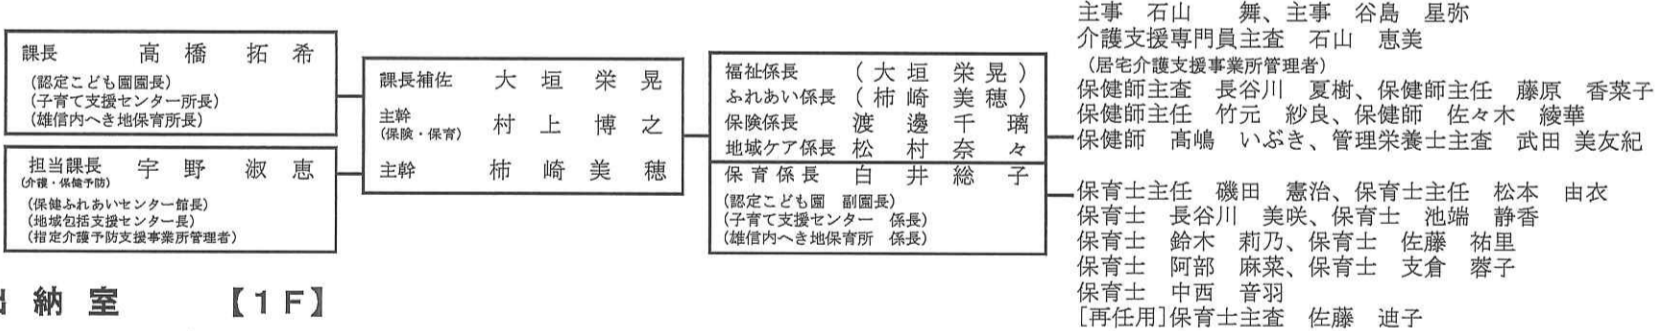 課長　高橋　拓希
(認定こども園園長)
(子育て支援センター所長)
(雄信内へき地保育所長)
担当課長　宇野　淑恵
(介護・保健予防)
(保健ふれあいセンター館長)
(地域包括支援センター長)
(指定介護予防支援事業所管理者)
課長補佐　大垣　栄晃
主幹　村上　博之
(保険・保育)
主幹　柿崎　美穂
福祉係長　(大垣　栄晃)
ふれあい係長　(柿崎　美穂)
保険係長　渡邊千璃
地域ケア係長　松村奈々
保育係長　白井総子
(認定こども園　副園長)
(子育て支援センター　係長)
(雄信内へき地保育所　係長)
主事　石山　舞、主事　谷島　星弥
介護支援専門員主査　石山　恵美
(居宅介護支援事業所管理者)
保健師主査　長谷川　夏樹、保健師主任　藤原　香菜子
保健師主任　竹元　紗良、保健師　佐々木　綾華
保健師　髙嶋　いぶき、管理栄養士主査　武田 美友紀
保育士主任　磯田　憲治、保育士主任　松本　由衣
保育士　長谷川　美咲、保育士　池端　静香
保育士　鈴木　莉乃、保育士　佐藤　祐里
保育士　阿部　麻菜、保育士　支倉　蓉子
保育士　中西　音羽
[再任用]保育士主査　佐藤　迪子
納室　【1F】